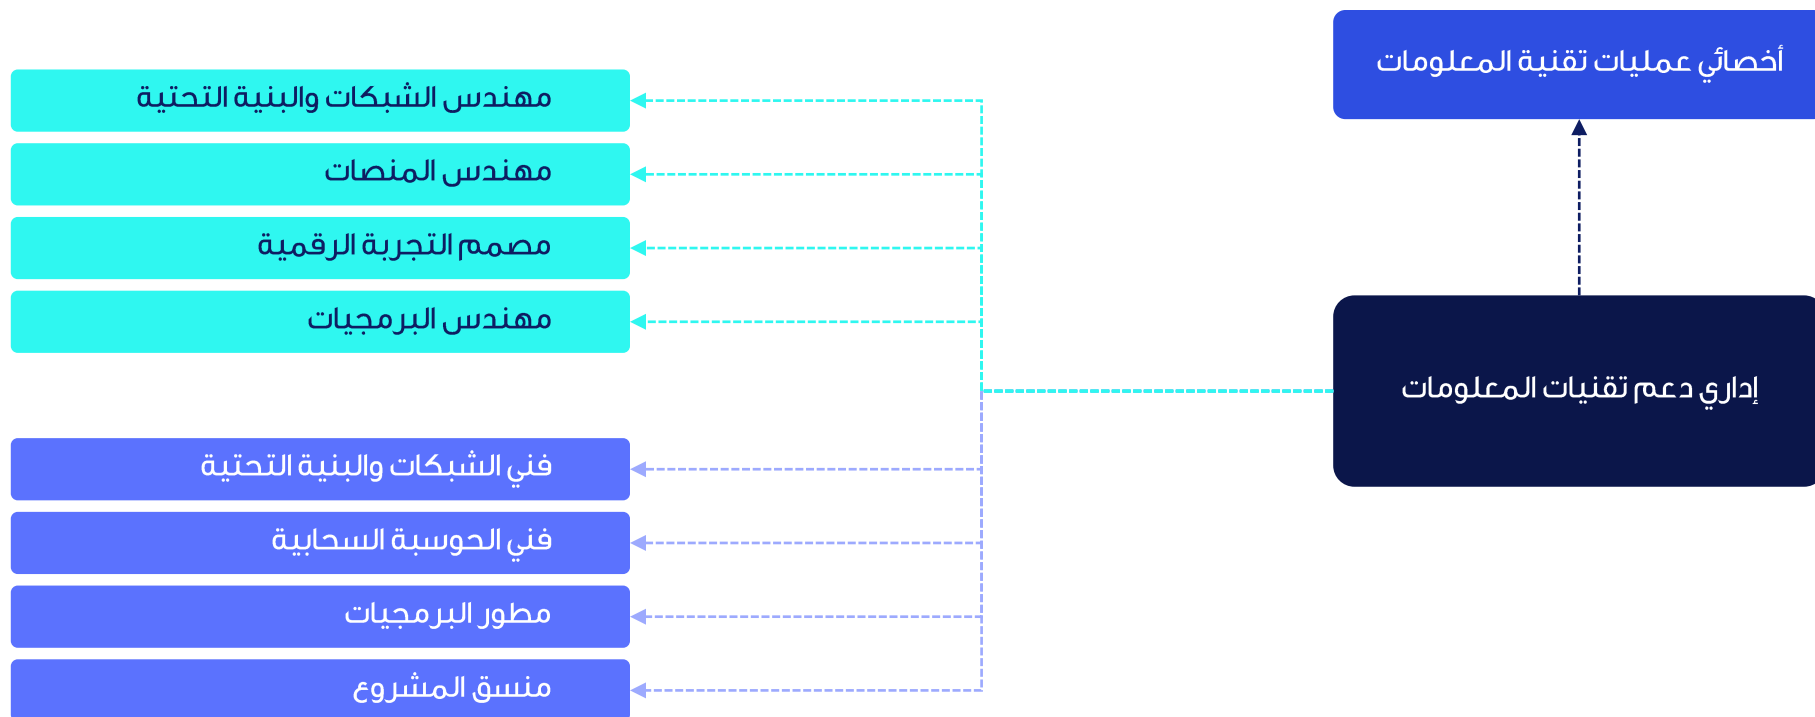 أخصائي عمليات تقنية المعلومات
إداري دعم تقنيات المعلومات
مهندس الشبكات والبنية التحتية
مهندس المنصات
مصمم التجربة الرقمية
مهندس البرمجيات
فني الشبكات والبنية التحتية
فني الحوسبة السحابية
مطور البرمجيات
منسق المشروع